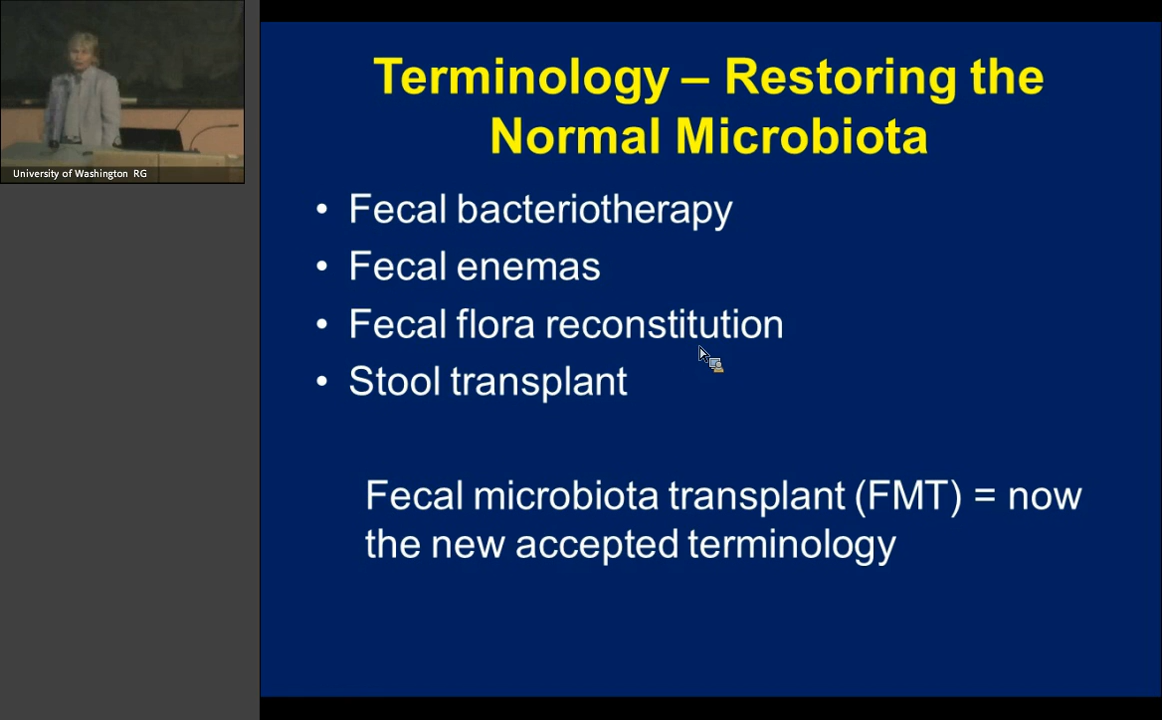 University of Washington RG
Terminology – Restoring the
Normal Microbiota
• Fecal bacteriotherapy
• Fecal enemas
• Fecal flora reconstitution
• Stool transplant
Fecal microbiota transplant (FMT) = now
the new accepted terminology